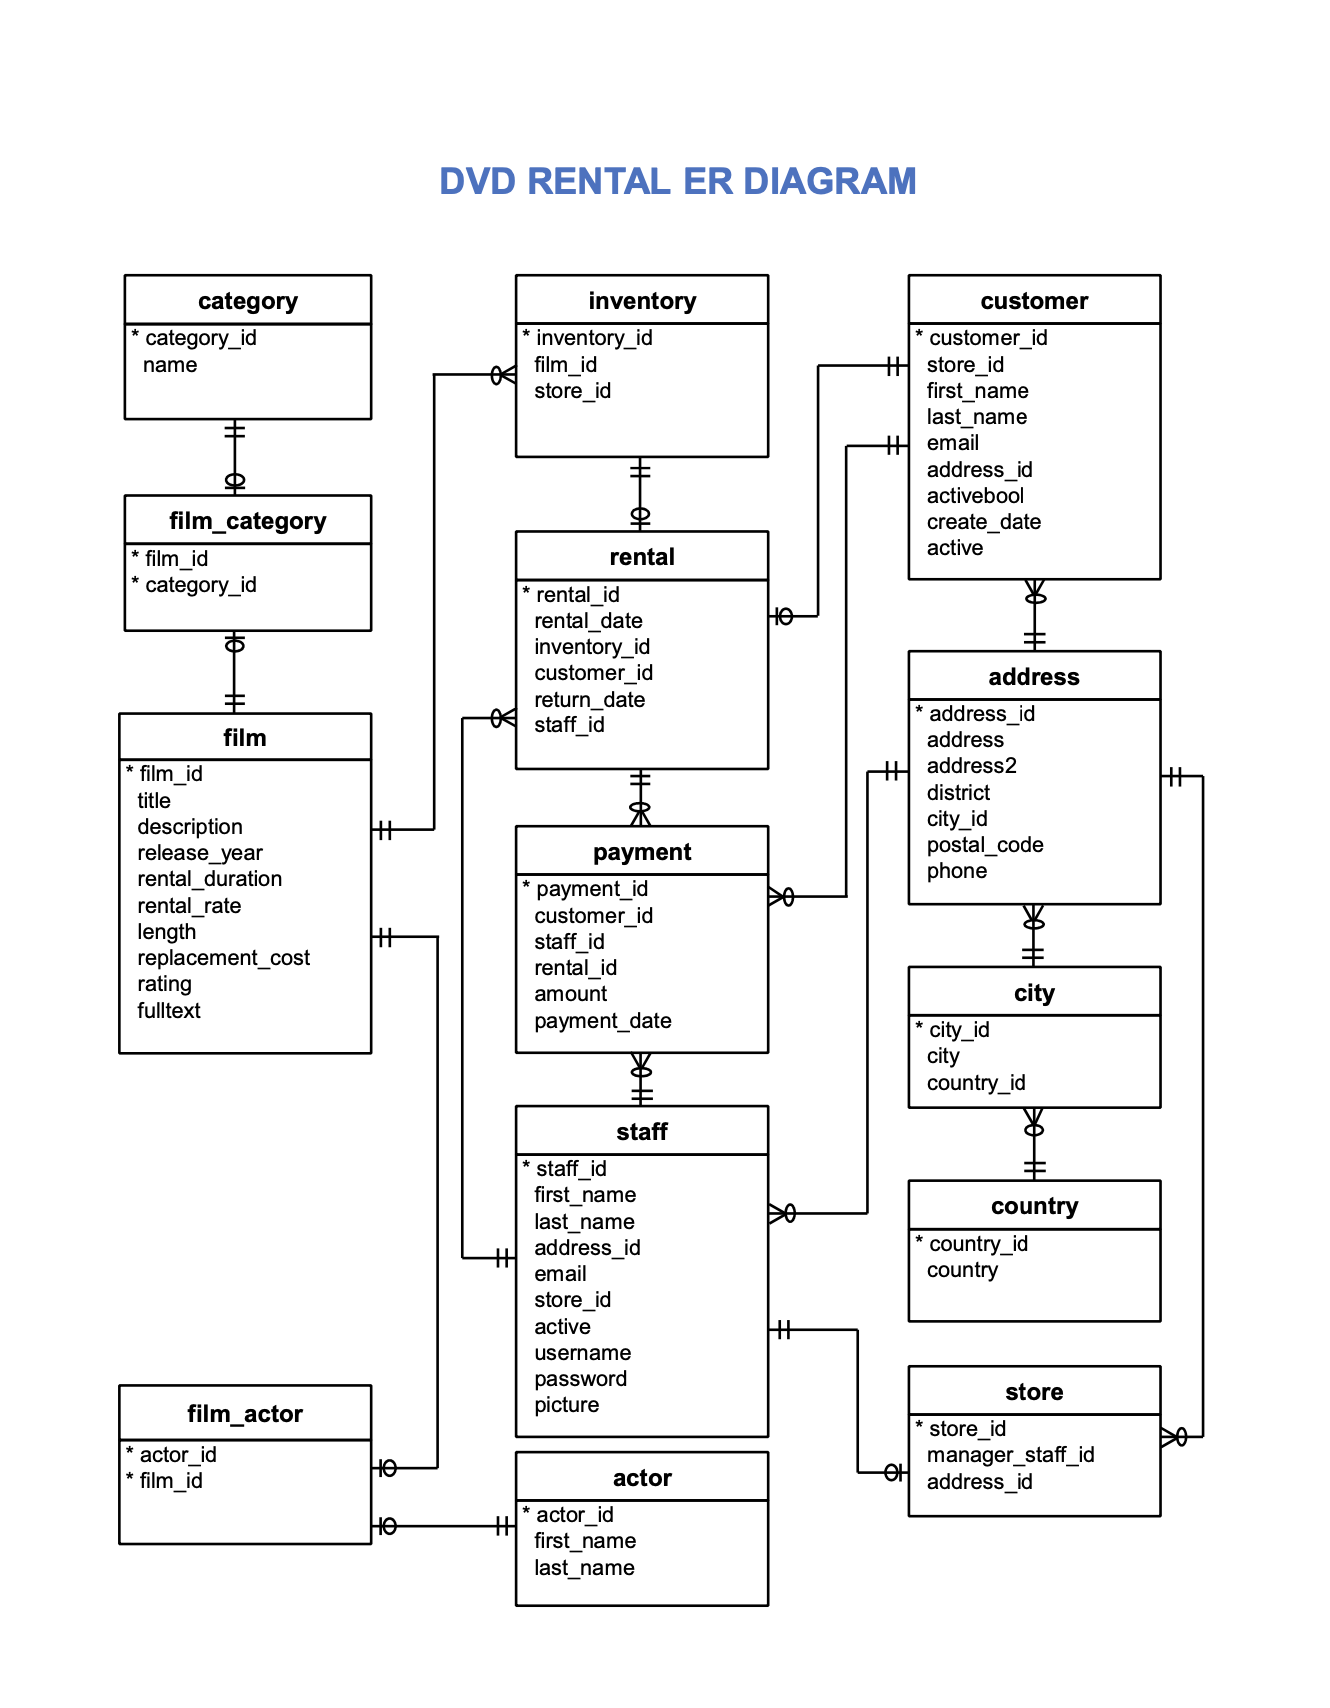 DVD RENTAL ER DIAGRAM
category
* category_id
name
film_category
* film_id
* category_id
film
* film_id
title
description
release_year
rental_duration
rental_rate
length
replacement_cost
rating
fulltext
film_actor
* actor_id
* film_id
inventory
* inventory_id
film_id
store_id
rental
* rental_id
rental_date
inventory_id
customer_id
return_date
staff_id
payment
* payment_id
customer_id
staff_id
rental_id
amount
payment_date
staff
* staff_id
first_name
last_name
address_id
email
store_id
active
username
password
picture
actor
* actor_id
first_name
last_name
customer
* customer_id
store_id
first_name
last_name
email
address_id
activebool
create_date
active
address
* address_id
address
address2
district
city_id
postal_code
phone
city
* city_id
city
country_id
country
* country_id
country
store
* store_id
manager_staff_id
address_id